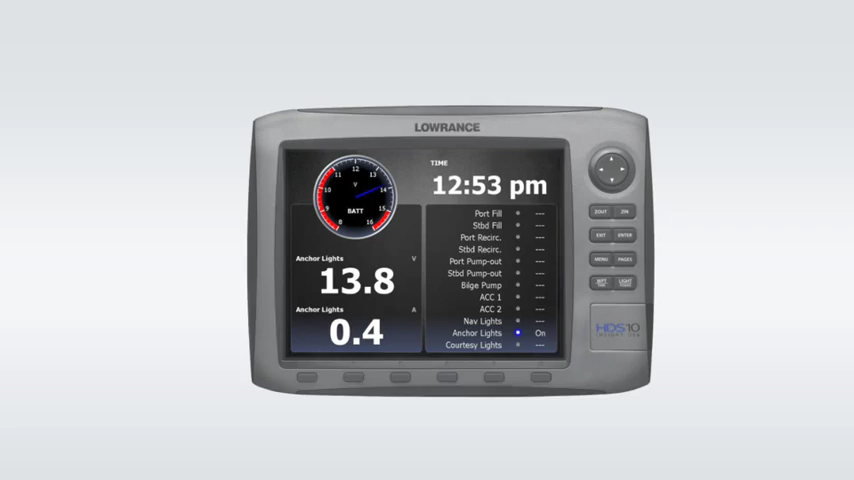 LOWRANCE
12
11
13
V
10
14
BATT
9
15
8
16
TIME
12:53 pm
Anchor Lights V
13.8
Anchor Lights A
0.4
Port Fill ---
Stbd Fill ---
Port Recirc. ---
Stbd Recirc. ---
Port Pump-out ---
Stbd Pump-out ---
Bilge Pump ---
ACC 1 ---
ACC 2 ---
Nav Lights ---
Anchor Lights On
Courtesy Lights ---
ZOUT ZIN
EXIT ENTER
MENU PAGES
WPT LIGHT
HDS10